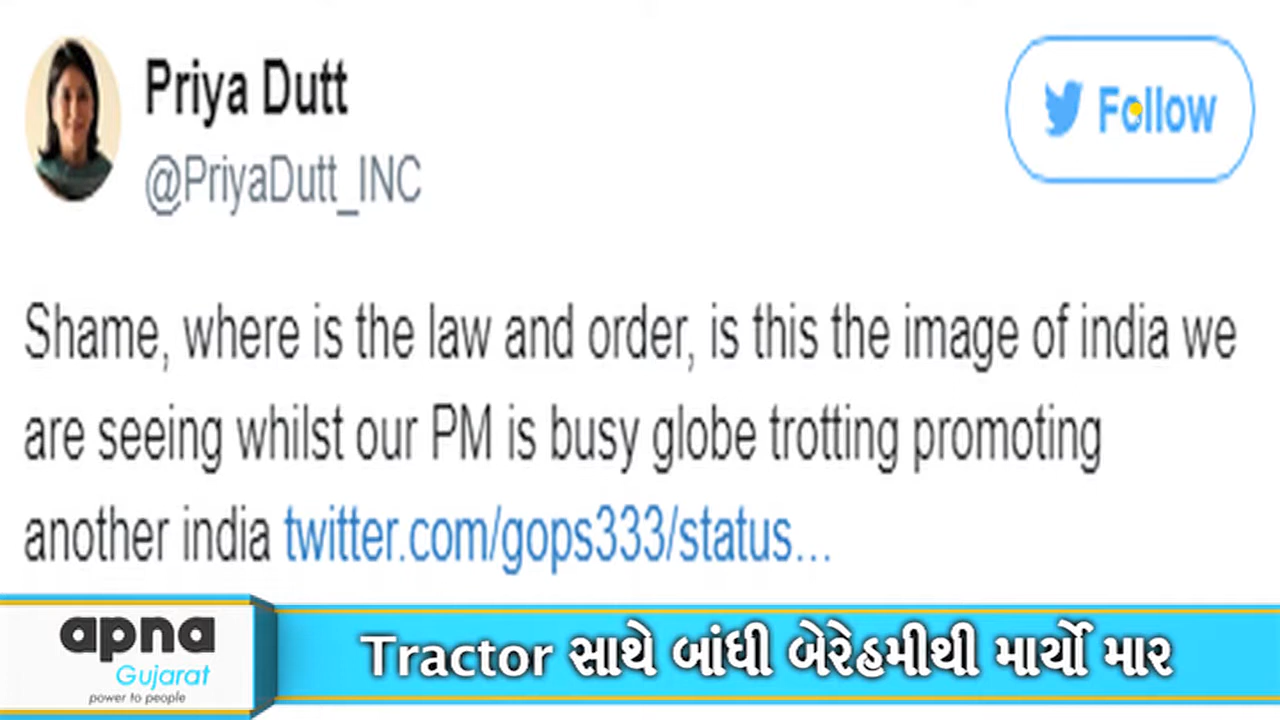 Priya Dutt
@PriyaDutt_INC
Follow
Shame, where is the law and order, is this the image of india we
are seeing whilst our PM is busy globe trotting promoting
another india twitter.com/gops333/status...
apna
Gujarat
power to people
Tractor સાથે બાંધી બેરેહમીથી માર્યો માર